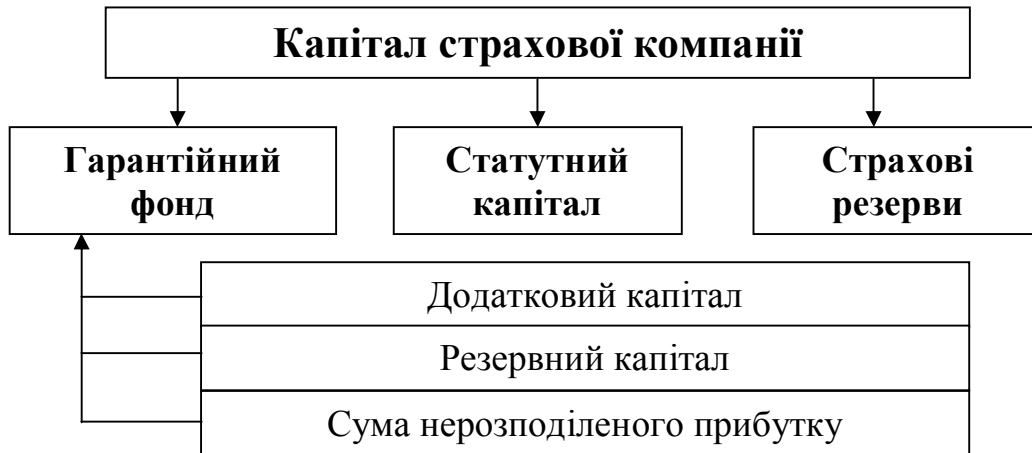 Капітал страхової компанії
Гарантійний
фонд
Статутний
капітал
Страхові
резерви
Додатковий капітал
Резервний капітал
Сума нерозподіленого прибутку